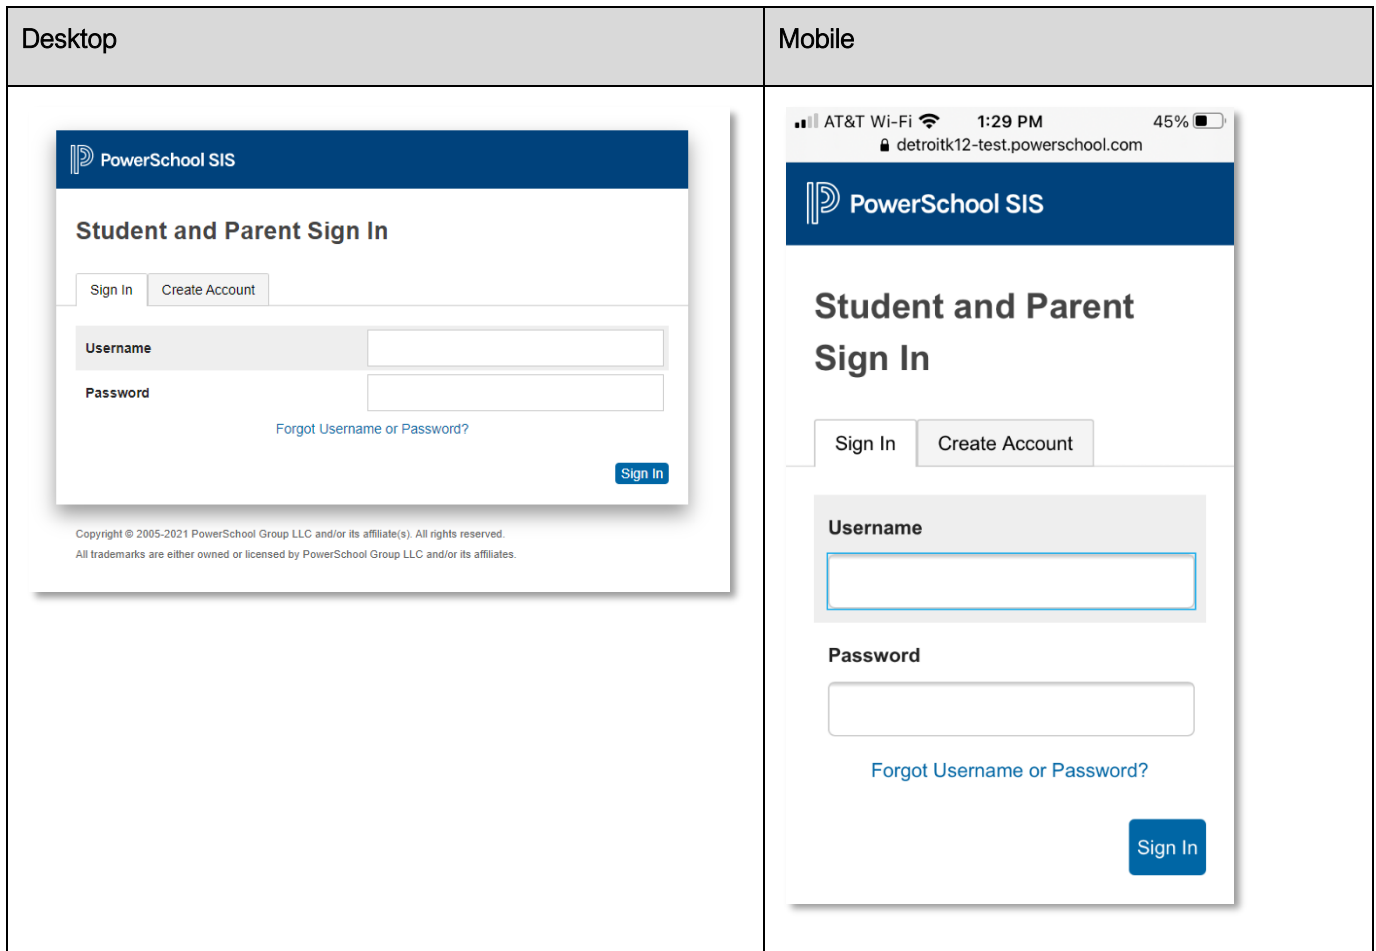 Desktop
Mobile
PowerSchool SIS
Student and Parent Sign In
Sign In
Create Account
Username
Password
Forgot Username or Password?
Sign In
Copyright © 2005-2021 PowerSchool Group LLC and/or its affiliate(s). All rights reserved.
All trademarks are either owned or licensed by PowerSchool Group LLC and/or its affiliates.
AT&T Wi-Fi 1:29 PM 45%
detroitk12-test.powerschool.com
PowerSchool SIS
Student and Parent
Sign In
Sign In
Create Account
Username
Password
Forgot Username or Password?
Sign In